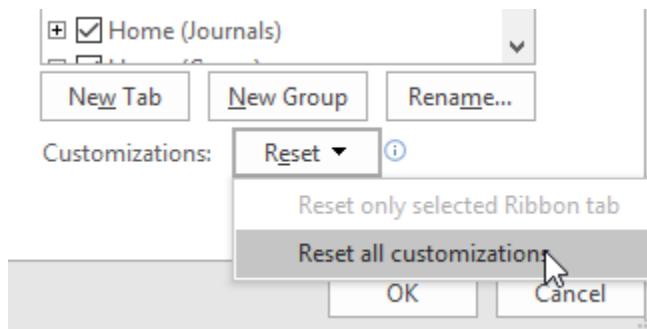 Home (Journals)
New Tab New Group Rename...
Customizations: Reset
Reset only selected Ribbon tab
Reset all customizations
OK Cancel